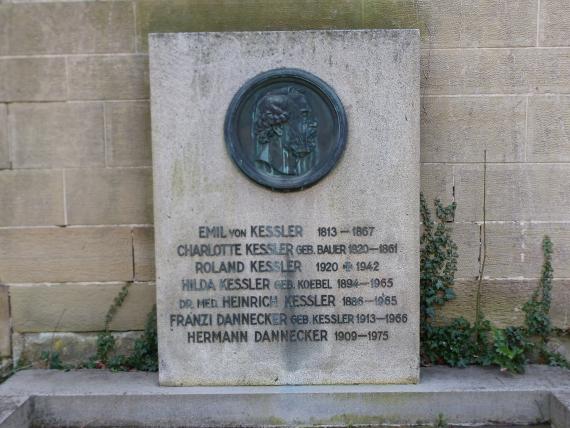 EMIL VON KESSLER 1813 – 1867
CHARLOTTE KESSLER GEB. BAUER 1820 – 1861
ROLAND KESSLER 1920 ✠ 1942
HILDA KESSLER GEB. KOEBEL 1894 – 1965
DR. MED. HEINRICH KESSLER 1886 – 1965
FRANZI DANNECKER GEB. KESSLER 1913 – 1966
HERMANN DANNECKER 1909 – 1975